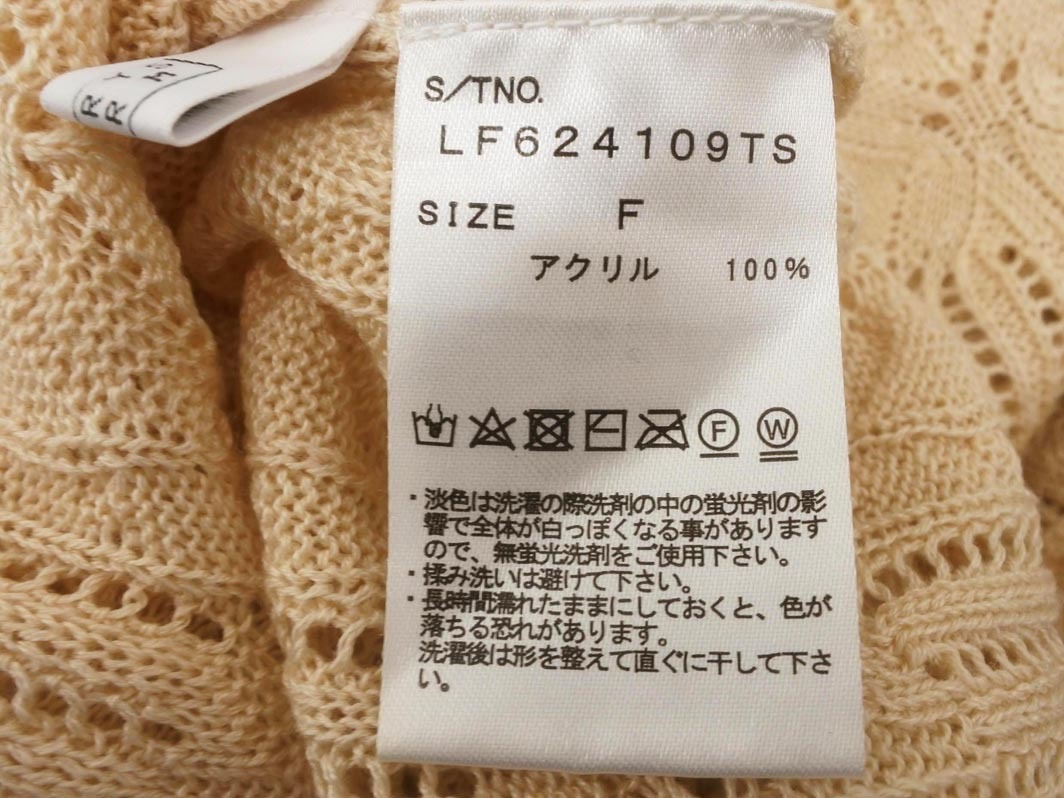 S/TNO.
LF624109TS
SIZE F
アクリル 100%
F W
・淡色は洗濯の際洗剤の中の蛍光剤の影
響で全体が白っぽくなる事があります
ので、無蛍光洗剤をご使用下さい。
・揉み洗いは避けて下さい。
・長時間濡れたままにしておくと、色が
落ちる恐れがあります。
洗濯後は形を整えて直ぐに干して下さ
い。